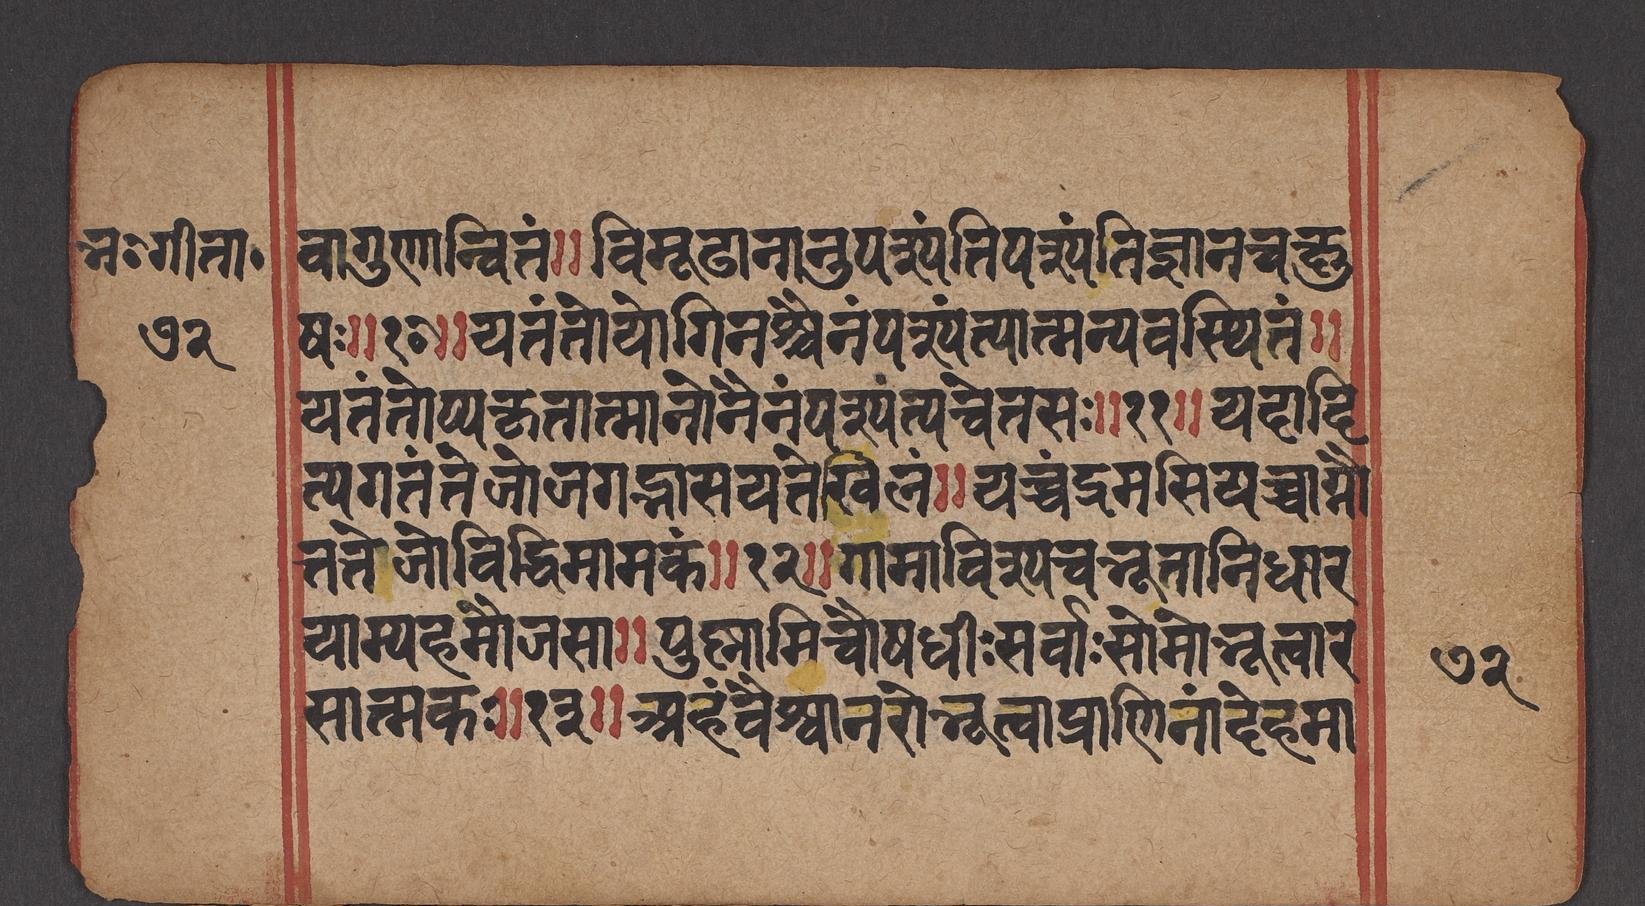 भ॰गीता॰
७२
वागुणान्वितं॥ विमूढानानुपश्यंतिपश्यंतिज्ञानचक्षु
षः॥१०॥यतंतोयोगिनश्चैनंपश्यंत्यात्मन्यवस्थितं॥
यतंतोप्यकृतात्मानोनैनंपश्यंत्यचेतसः॥११॥ यदादि
त्यगतंतेजोजगद्भासयतेखिलं॥ यच्चंद्रमसियच्चाग्नौ
तत्तेजोविद्धिमामकं॥१२॥गामाविश्यचभूतानिधार
याम्यहमौजसा॥ पुष्णामिचौषधीःसर्वाःसोमोभूत्वार
सात्मकः॥१३॥ अहंवैश्वानरोभूत्वाप्राणिनांदेहमा
७२